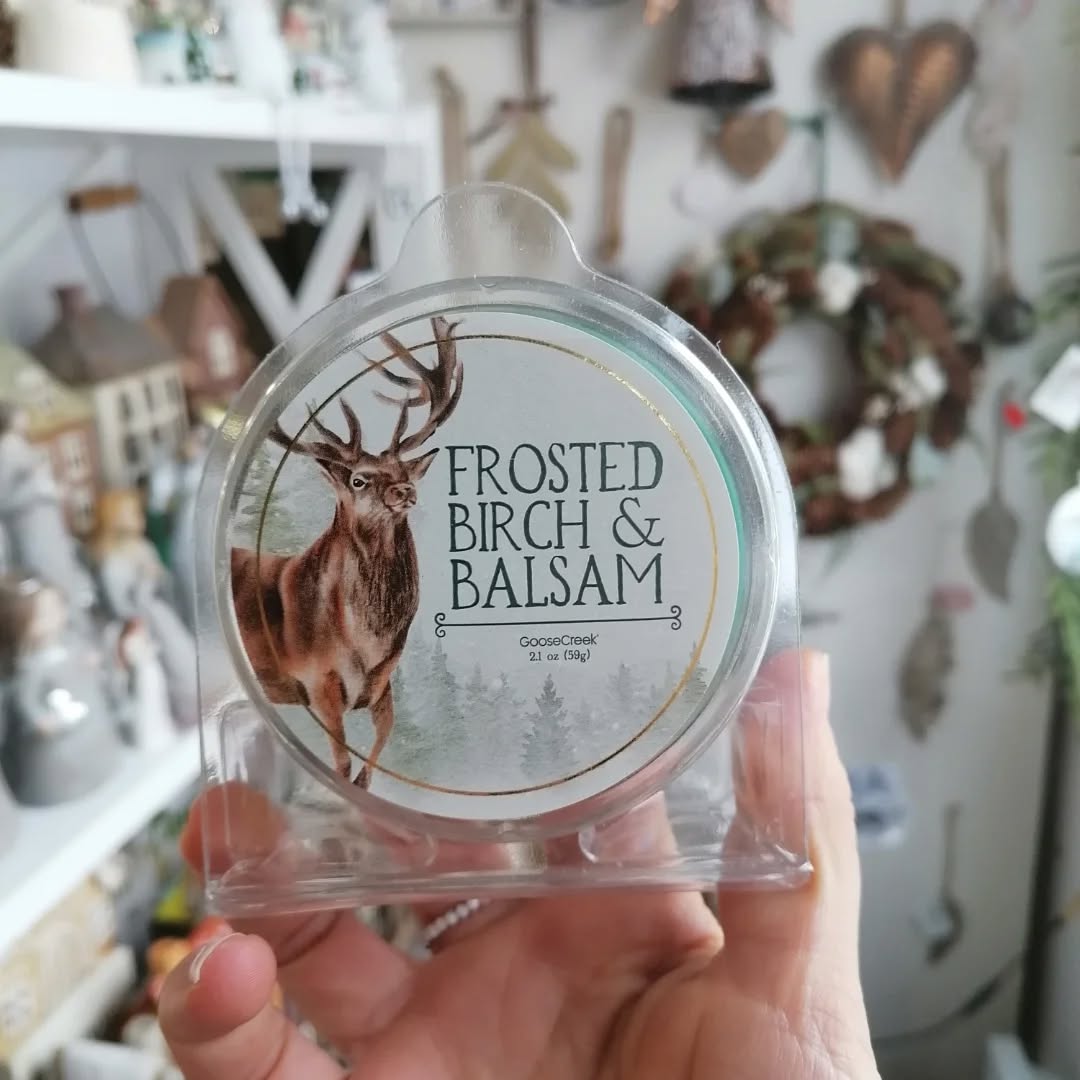 FROSTED
BIRCH &
BALSAM
GooseCreek
2.1 oz (59g)